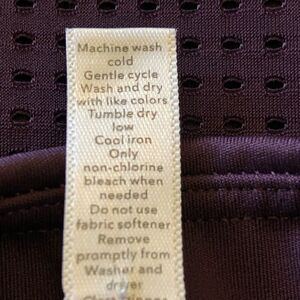 Machine wash
cold
Gentle cycle
Wash and dry
with like colors
Tumble dry
low
Cool iron
Only
non-chlorine
bleach when
needed
Do not use
fabric softener
Remove
promptly from
Washer and
dryer